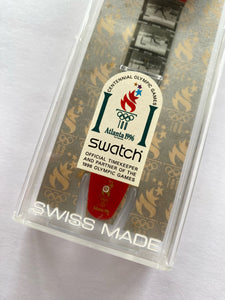 CENTENNIAL OLYMPIC GAMES
Atlanta 1996
swatch
OFFICIAL TIMEKEEPER
AND PARTNER OF THE
1996 OLYMPIC GAMES
SWISS MADE